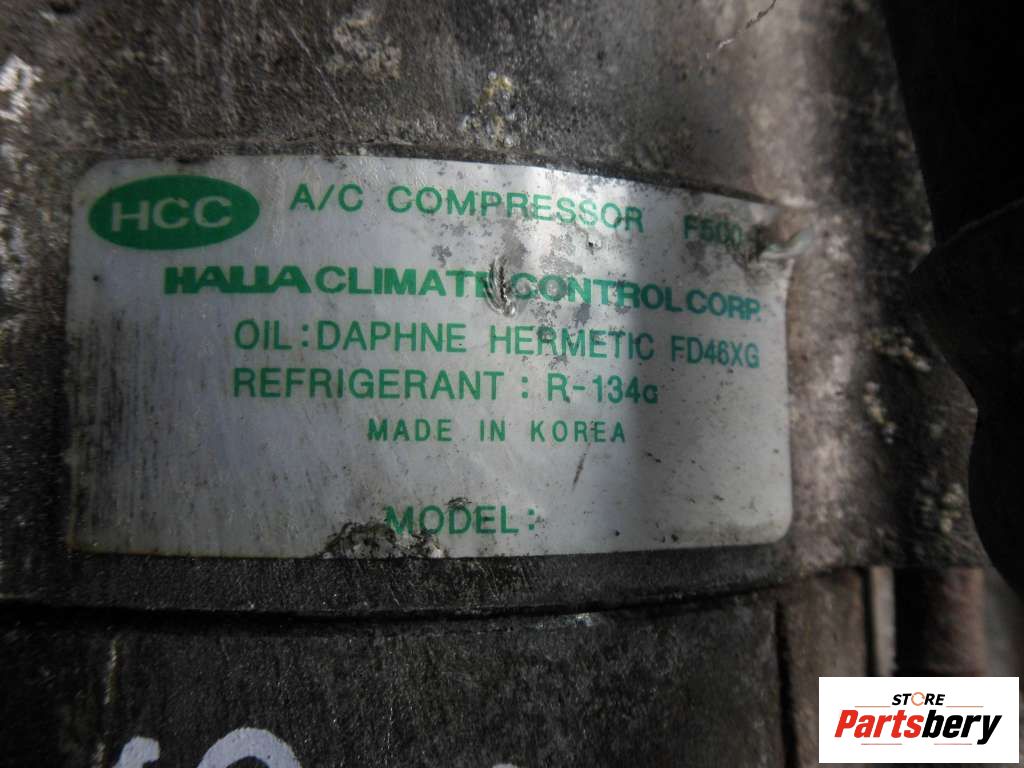 HCC A/C COMPRESSOR F500
HALLA CLIMATE CONTROL CORP.
OIL : DAPHNE HERMETIC FD46XG
REFRIGERANT : R-134a
MADE IN KOREA
MODEL:
STORE
Partsbery